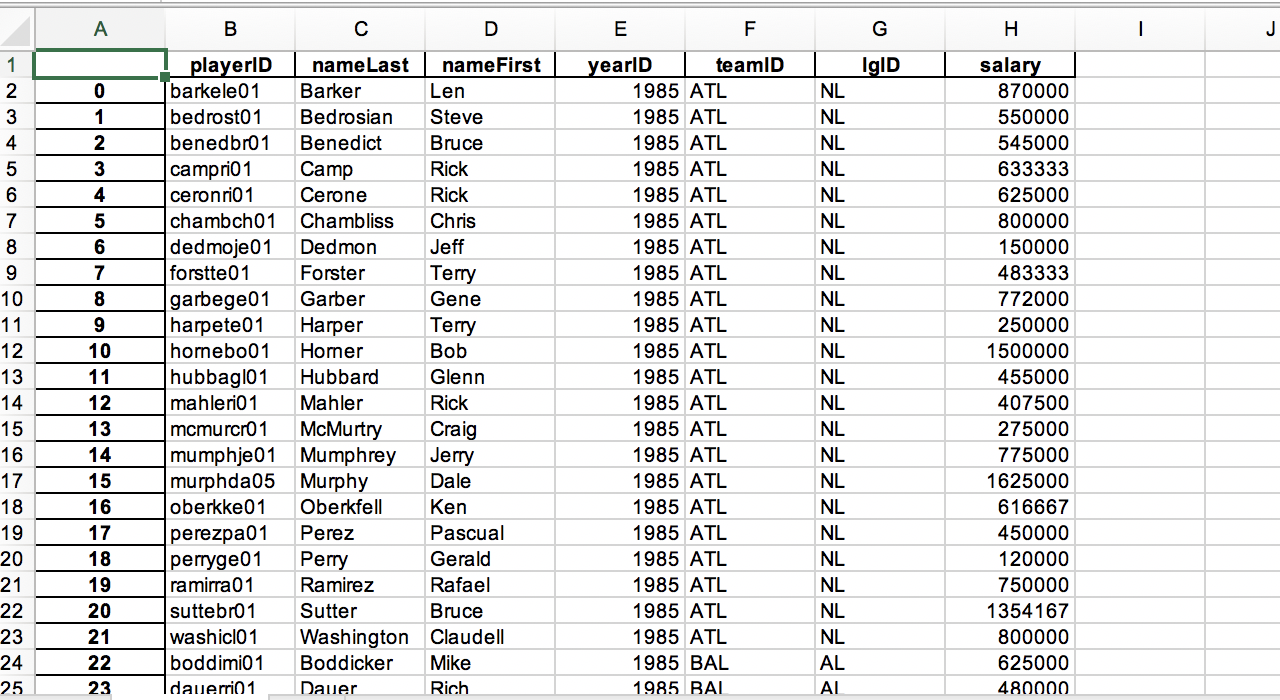 A B C D E F G H I J
1 playerID nameLast nameFirst yearID teamID lgID salary
2 0 barkele01 Barker Len 1985 ATL NL 870000
3 1 bedrost01 Bedrosian Steve 1985 ATL NL 550000
4 2 benedbr01 Benedict Bruce 1985 ATL NL 545000
5 3 campri01 Camp Rick 1985 ATL NL 633333
6 4 ceronri01 Cerone Rick 1985 ATL NL 625000
7 5 chambch01 Chambliss Chris 1985 ATL NL 800000
8 6 dedmoje01 Dedmon Jeff 1985 ATL NL 150000
9 7 forstte01 Forster Terry 1985 ATL NL 483333
10 8 garbege01 Garber Gene 1985 ATL NL 772000
11 9 harpete01 Harper Terry 1985 ATL NL 250000
12 10 hornebo01 Horner Bob 1985 ATL NL 1500000
13 11 hubbagl01 Hubbard Glenn 1985 ATL NL 455000
14 12 mahleri01 Mahler Rick 1985 ATL NL 407500
15 13 mcmurcr01 McMurtry Craig 1985 ATL NL 275000
16 14 mumphje01 Mumphrey Jerry 1985 ATL NL 775000
17 15 murphda05 Murphy Dale 1985 ATL NL 1625000
18 16 oberkke01 Oberkfell Ken 1985 ATL NL 616667
19 17 perezpa01 Perez Pascual 1985 ATL NL 450000
20 18 perryge01 Perry Gerald 1985 ATL NL 120000
21 19 ramirra01 Ramirez Rafael 1985 ATL NL 750000
22 20 suttebr01 Sutter Bruce 1985 ATL NL 1354167
23 21 washicl01 Washington Claudell 1985 ATL NL 800000
24 22 boddimi01 Boddicker Mike 1985 BAL AL 625000
25 23 dauerri01 Dauer Rich 1985 BAL AL 480000